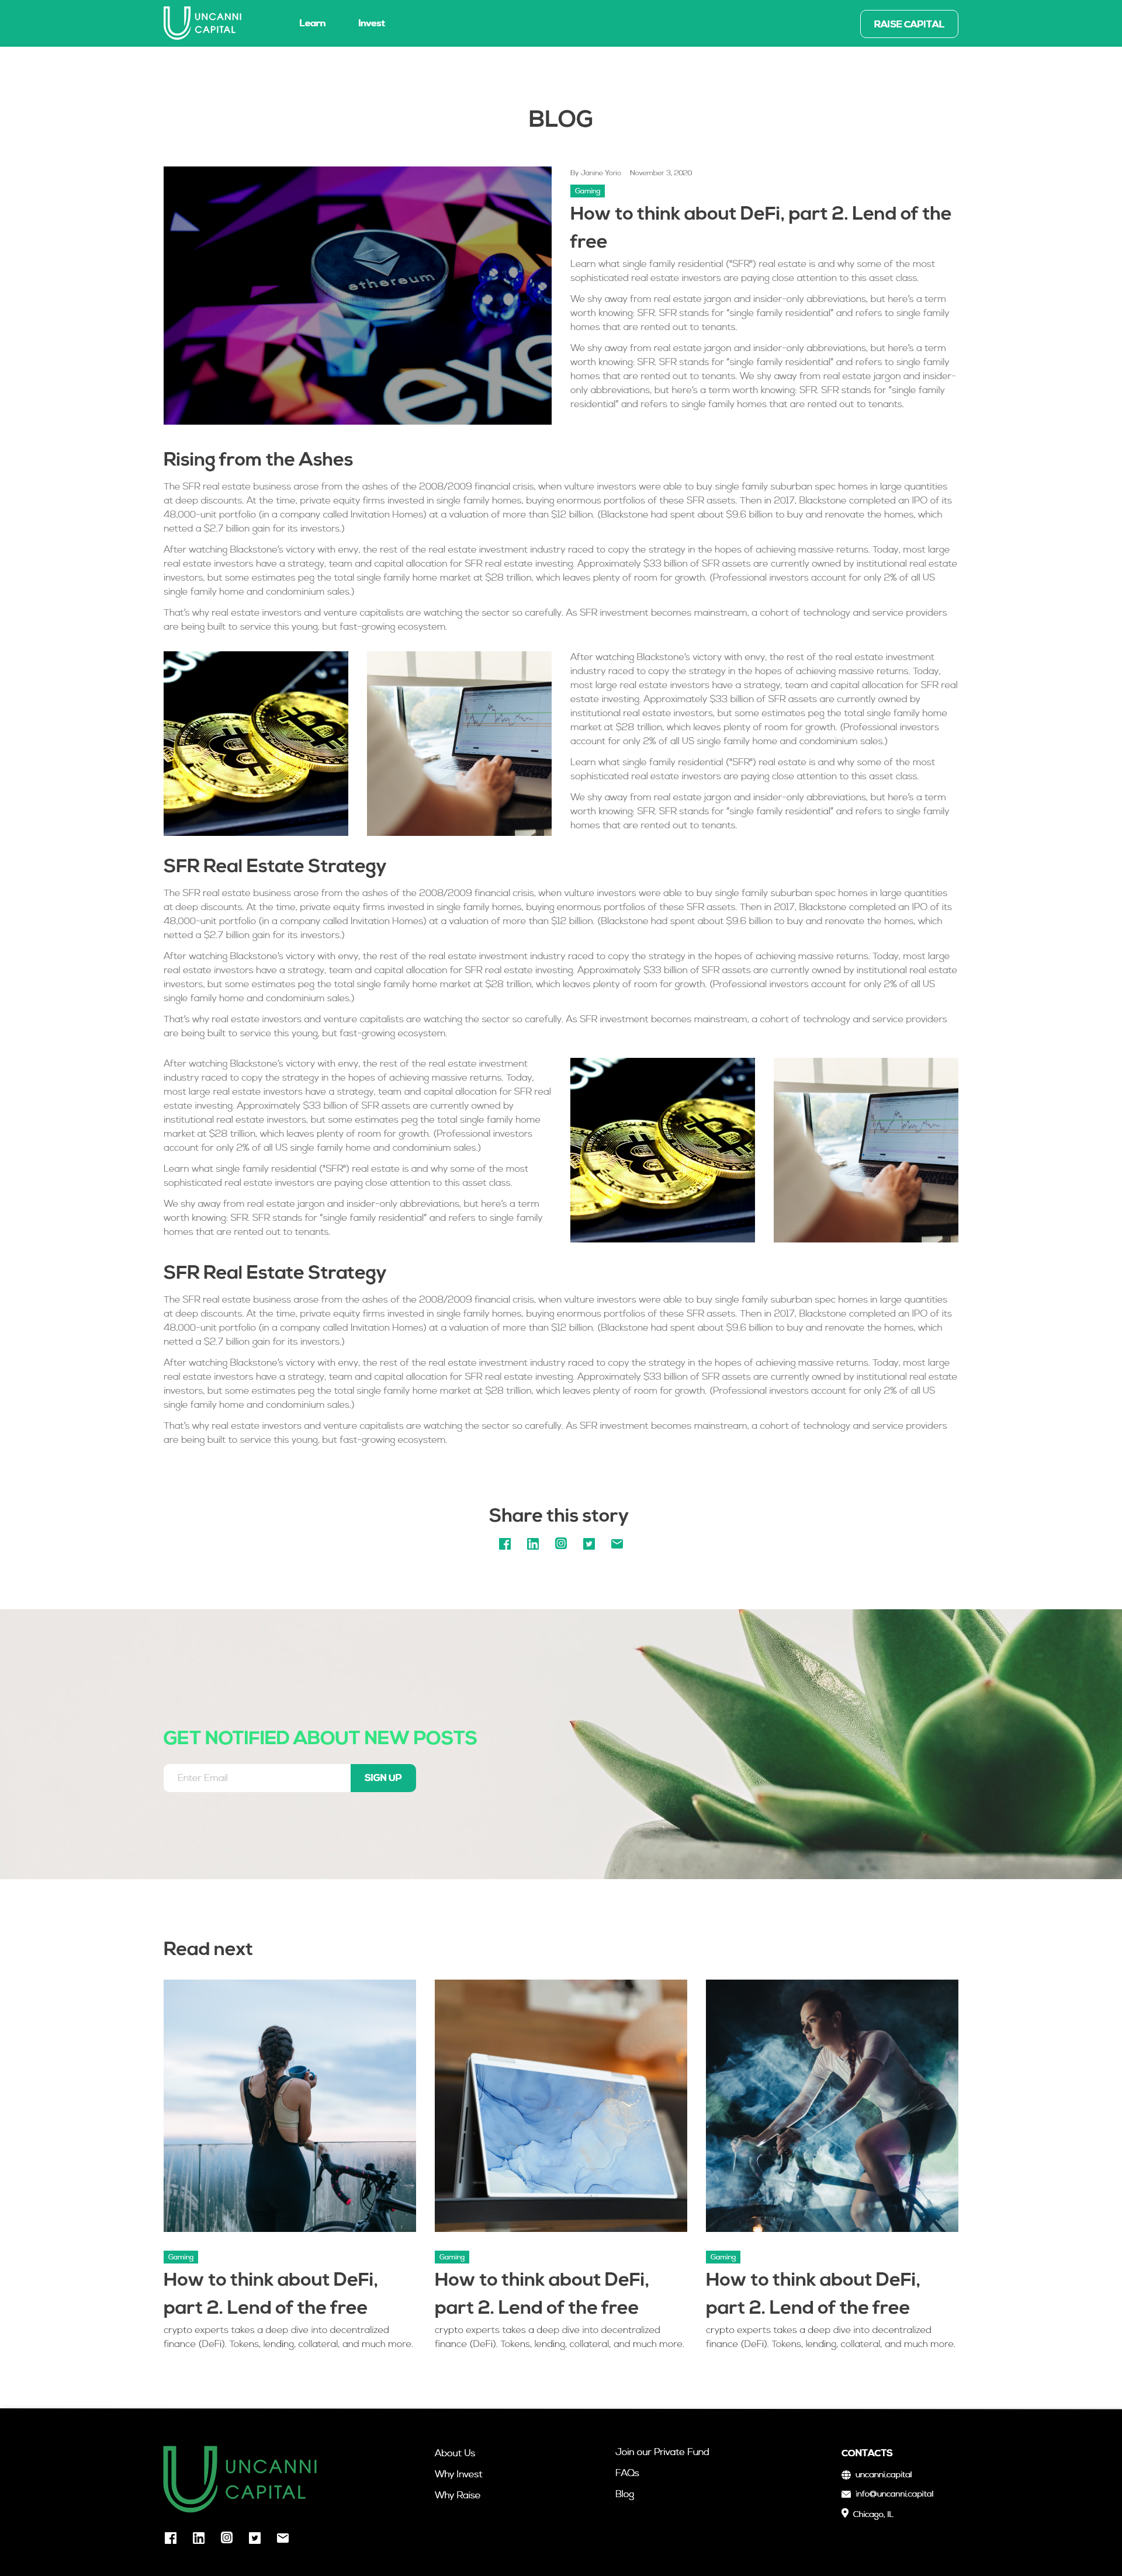 UNCANNI
CAPITAL
Learn
Invest
RAISE CAPITAL
BLOG
ethereum
exe
By Janine Yorio November 3, 2020
Gaming
How to think about DeFi, part 2. Lend of the
free
Learn what single family residential ("SFR") real estate is and why some of the most
sophisticated real estate investors are paying close attention to this asset class.
We shy away from real estate jargon and insider-only abbreviations, but here's a term
worth knowing: SFR. SFR stands for "single family residential" and refers to single family
homes that are rented out to tenants.
We shy away from real estate jargon and insider-only abbreviations, but here's a term
worth knowing: SFR. SFR stands for "single family residential" and refers to single family
homes that are rented out to tenants. We shy away from real estate jargon and insider-
only abbreviations, but here's a term worth knowing: SFR. SFR stands for "single family
residential" and refers to single family homes that are rented out to tenants.
Rising from the Ashes
The SFR real estate business arose from the ashes of the 2008/2009 financial crisis, when vulture investors were able to buy single family suburban spec homes in large quantities
at deep discounts. At the time, private equity firms invested in single family homes, buying enormous portfolios of these SFR assets. Then in 2017, Blackstone completed an IPO of its
48,000-unit portfolio (in a company called Invitation Homes) at a valuation of more than $12 billion. (Blackstone had spent about $9.6 billion to buy and renovate the homes, which
netted a $2.7 billion gain for its investors.)
After watching Blackstone's victory with envy, the rest of the real estate investment industry raced to copy the strategy in the hopes of achieving massive returns. Today, most large
real estate investors have a strategy, team and capital allocation for SFR real estate investing. Approximately $33 billion of SFR assets are currently owned by institutional real estate
investors, but some estimates peg the total single family home market at $28 trillion, which leaves plenty of room for growth. (Professional investors account for only 2% of all US
single family home and condominium sales.)
That's why real estate investors and venture capitalists are watching the sector so carefully. As SFR investment becomes mainstream, a cohort of technology and service providers
are being built to service this young, but fast-growing ecosystem.
After watching Blackstone's victory with envy, the rest of the real estate investment
industry raced to copy the strategy in the hopes of achieving massive returns. Today,
most large real estate investors have a strategy, team and capital allocation for SFR real
estate investing. Approximately $33 billion of SFR assets are currently owned by
institutional real estate investors, but some estimates peg the total single family home
market at $28 trillion, which leaves plenty of room for growth. (Professional investors
account for only 2% of all US single family home and condominium sales.)
Learn what single family residential ("SFR") real estate is and why some of the most
sophisticated real estate investors are paying close attention to this asset class.
We shy away from real estate jargon and insider-only abbreviations, but here's a term
worth knowing: SFR. SFR stands for "single family residential" and refers to single family
homes that are rented out to tenants.
SFR Real Estate Strategy
The SFR real estate business arose from the ashes of the 2008/2009 financial crisis, when vulture investors were able to buy single family suburban spec homes in large quantities
at deep discounts. At the time, private equity firms invested in single family homes, buying enormous portfolios of these SFR assets. Then in 2017, Blackstone completed an IPO of its
48,000-unit portfolio (in a company called Invitation Homes) at a valuation of more than $12 billion. (Blackstone had spent about $9.6 billion to buy and renovate the homes, which
netted a $2.7 billion gain for its investors.)
After watching Blackstone's victory with envy, the rest of the real estate investment industry raced to copy the strategy in the hopes of achieving massive returns. Today, most large
real estate investors have a strategy, team and capital allocation for SFR real estate investing. Approximately $33 billion of SFR assets are currently owned by institutional real estate
investors, but some estimates peg the total single family home market at $28 trillion, which leaves plenty of room for growth. (Professional investors account for only 2% of all US
single family home and condominium sales.)
That's why real estate investors and venture capitalists are watching the sector so carefully. As SFR investment becomes mainstream, a cohort of technology and service providers
are being built to service this young, but fast-growing ecosystem.
After watching Blackstone's victory with envy, the rest of the real estate investment
industry raced to copy the strategy in the hopes of achieving massive returns. Today,
most large real estate investors have a strategy, team and capital allocation for SFR real
estate investing. Approximately $33 billion of SFR assets are currently owned by
institutional real estate investors, but some estimates peg the total single family home
market at $28 trillion, which leaves plenty of room for growth. (Professional investors
account for only 2% of all US single family home and condominium sales.)
Learn what single family residential ("SFR") real estate is and why some of the most
sophisticated real estate investors are paying close attention to this asset class.
We shy away from real estate jargon and insider-only abbreviations, but here's a term
worth knowing: SFR. SFR stands for "single family residential" and refers to single family
homes that are rented out to tenants.
SFR Real Estate Strategy
The SFR real estate business arose from the ashes of the 2008/2009 financial crisis, when vulture investors were able to buy single family suburban spec homes in large quantities
at deep discounts. At the time, private equity firms invested in single family homes, buying enormous portfolios of these SFR assets. Then in 2017, Blackstone completed an IPO of its
48,000-unit portfolio (in a company called Invitation Homes) at a valuation of more than $12 billion. (Blackstone had spent about $9.6 billion to buy and renovate the homes, which
netted a $2.7 billion gain for its investors.)
After watching Blackstone's victory with envy, the rest of the real estate investment industry raced to copy the strategy in the hopes of achieving massive returns. Today, most large
real estate investors have a strategy, team and capital allocation for SFR real estate investing. Approximately $33 billion of SFR assets are currently owned by institutional real estate
investors, but some estimates peg the total single family home market at $28 trillion, which leaves plenty of room for growth. (Professional investors account for only 2% of all US
single family home and condominium sales.)
That's why real estate investors and venture capitalists are watching the sector so carefully. As SFR investment becomes mainstream, a cohort of technology and service providers
are being built to service this young, but fast-growing ecosystem.
Share this story
GET NOTIFIED ABOUT NEW POSTS
Enter Email
SIGN UP
Read next
Gaming
How to think about DeFi,
part 2. Lend of the free
crypto experts takes a deep dive into decentralized
finance (DeFi). Tokens, lending, collateral, and much more.
Gaming
How to think about DeFi,
part 2. Lend of the free
crypto experts takes a deep dive into decentralized
finance (DeFi). Tokens, lending, collateral, and much more.
Gaming
How to think about DeFi,
part 2. Lend of the free
crypto experts takes a deep dive into decentralized
finance (DeFi). Tokens, lending, collateral, and much more.
UNCANNI
CAPITAL
About Us
Why Invest
Why Raise
Join our Private Fund
FAQs
Blog
CONTACTS
uncanni.capital
info@uncanni.capital
Chicago, IL